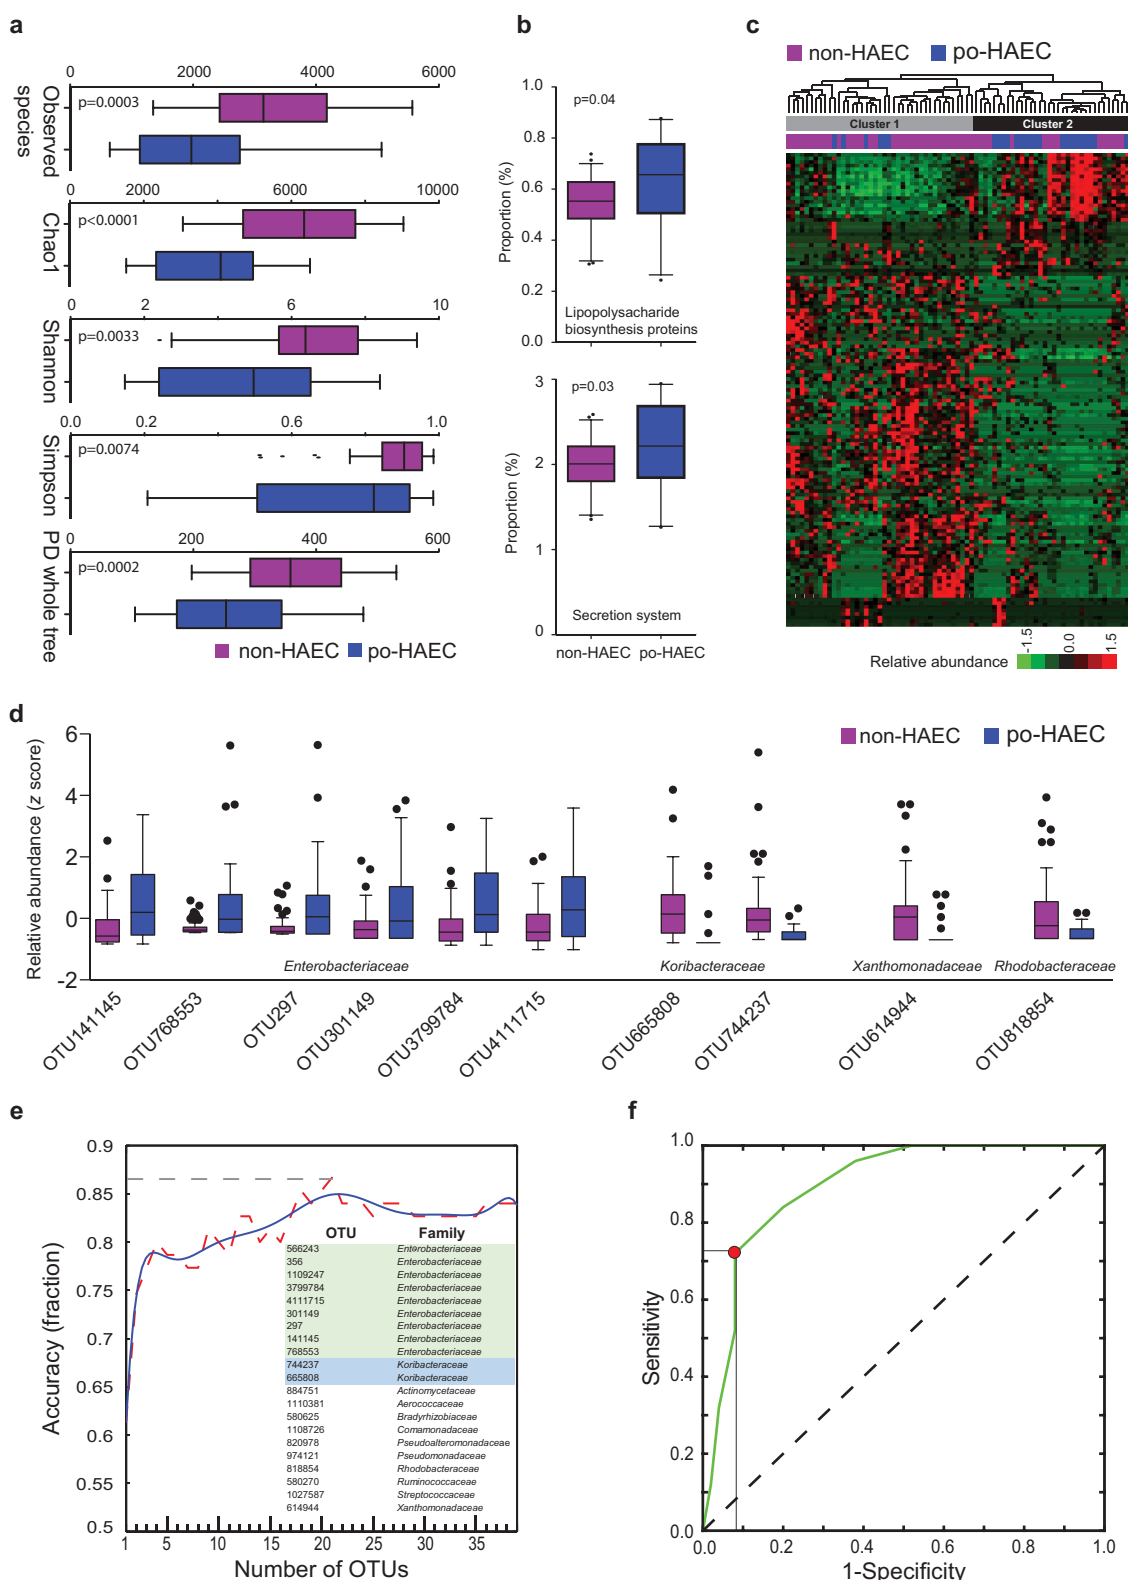 a
0 2000 4000 6000
Observed species
p=0.0003
2000 6000 10000
Chao1
p<0.0001
0 2 6 10
Shannon
p=0.0033
0.0 0.2 0.6 1.0
Simpson
p=0.0074
0 200 400 600
PD whole tree
p=0.0002
non-HAEC po-HAEC
b
Proportion (%)
1.0
0.8
0.6
0.4
0.2
0.0
p=0.04
Lipopolysacharide
biosynthesis proteins
Proportion (%)
3
2
1
0
p=0.03
Secretion system
non-HAEC po-HAEC
c
non-HAEC po-HAEC
Cluster 1 Cluster 2
Relative abundance
-1.5 0.0 1.5
d
Relative abundance (z score)
6
4
2
0
-2
non-HAEC po-HAEC
Enterobacteriaceae Koribacteraceae Xanthomonadaceae Rhodobacteraceae
OTU141145 OTU768553 OTU297 OTU301149 OTU3799784 OTU4111715 OTU665808 OTU744237 OTU614944 OTU818854
e
Accuracy (fraction)
0.9
0.85
0.8
0.75
0.7
0.65
0.6
0.55
0.5
OTU Family
566243 Enterobacteriaceae
356 Enterobacteriaceae
1109247 Enterobacteriaceae
3799784 Enterobacteriaceae
4111715 Enterobacteriaceae
301149 Enterobacteriaceae
297 Enterobacteriaceae
141145 Enterobacteriaceae
768553 Enterobacteriaceae
744237 Koribacteraceae
665808 Koribacteraceae
884751 Actinomycetaceae
1110381 Aerococcaceae
580625 Bradyrhizobiaceae
1108726 Comamonadaceae
820978 Pseudoalteromonadaceae
974121 Pseudomonadaceae
818854 Rhodobacteraceae
580270 Ruminococcaceae
1027587 Streptococcaceae
614944 Xanthomonadaceae
1 5 10 15 20 25 30 35
Number of OTUs
f
Sensitivity
1.0
0.8
0.6
0.4
0.2
0.0
0.0 0.2 0.4 0.6 0.8 1.0
1-Specificity